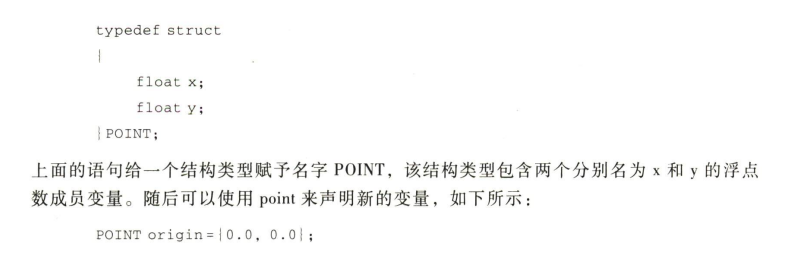 typedef struct
{
float x;
float y;
}POINT;
上面的语句给一个结构类型赋予名字 POINT，该结构类型包含两个分别名为 x 和 y 的浮点
数成员变量。随后可以使用 point 来声明新的变量，如下所示：
POINT origin={0.0, 0.0};